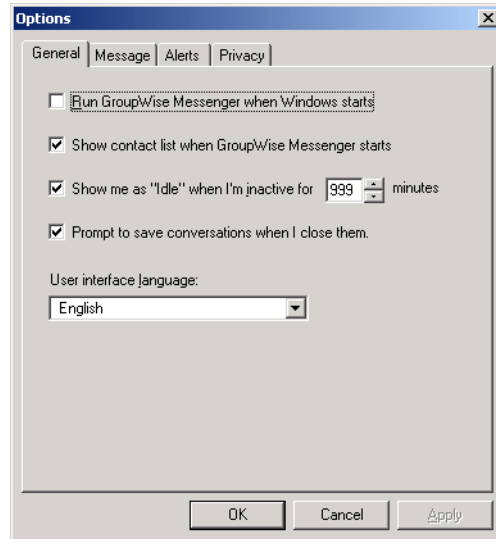 Options
General Message Alerts Privacy
Run GroupWise Messenger when Windows starts
Show contact list when GroupWise Messenger starts
Show me as "Idle" when I'm inactive for 999 minutes
Prompt to save conversations when I close them.
User interface language:
English
OK Cancel Apply